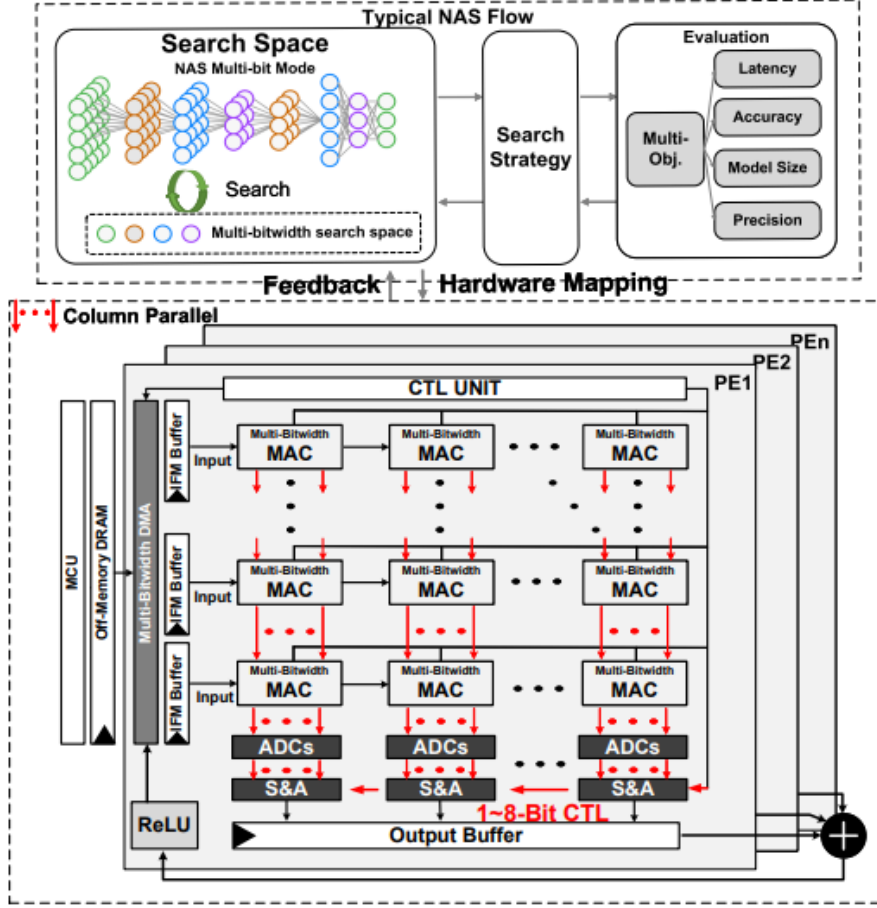 Typical NAS Flow
Search Space
NAS Multi-bit Mode
Search
Multi-bitwidth search space
Search
Strategy
Evaluation
Multi-
Obj.
Latency
Accuracy
Model Size
Precision
Feedback
Hardware Mapping
Column Parallel
PEn
PE2
PE1
CTL UNIT
MCU
Off-Memory DRAM
Multi-Bitwidth DMA
IFM Buffer
Input
Multi-Bitwidth
MAC
Multi-Bitwidth
MAC
Multi-Bitwidth
MAC
IFM Buffer
Input
Multi-Bitwidth
MAC
Multi-Bitwidth
MAC
Multi-Bitwidth
MAC
IFM Buffer
Input
Multi-Bitwidth
MAC
Multi-Bitwidth
MAC
Multi-Bitwidth
MAC
ADCs
ADCs
ADCs
S&A
S&A
S&A
1~8-Bit CTL
ReLU
Output Buffer
+